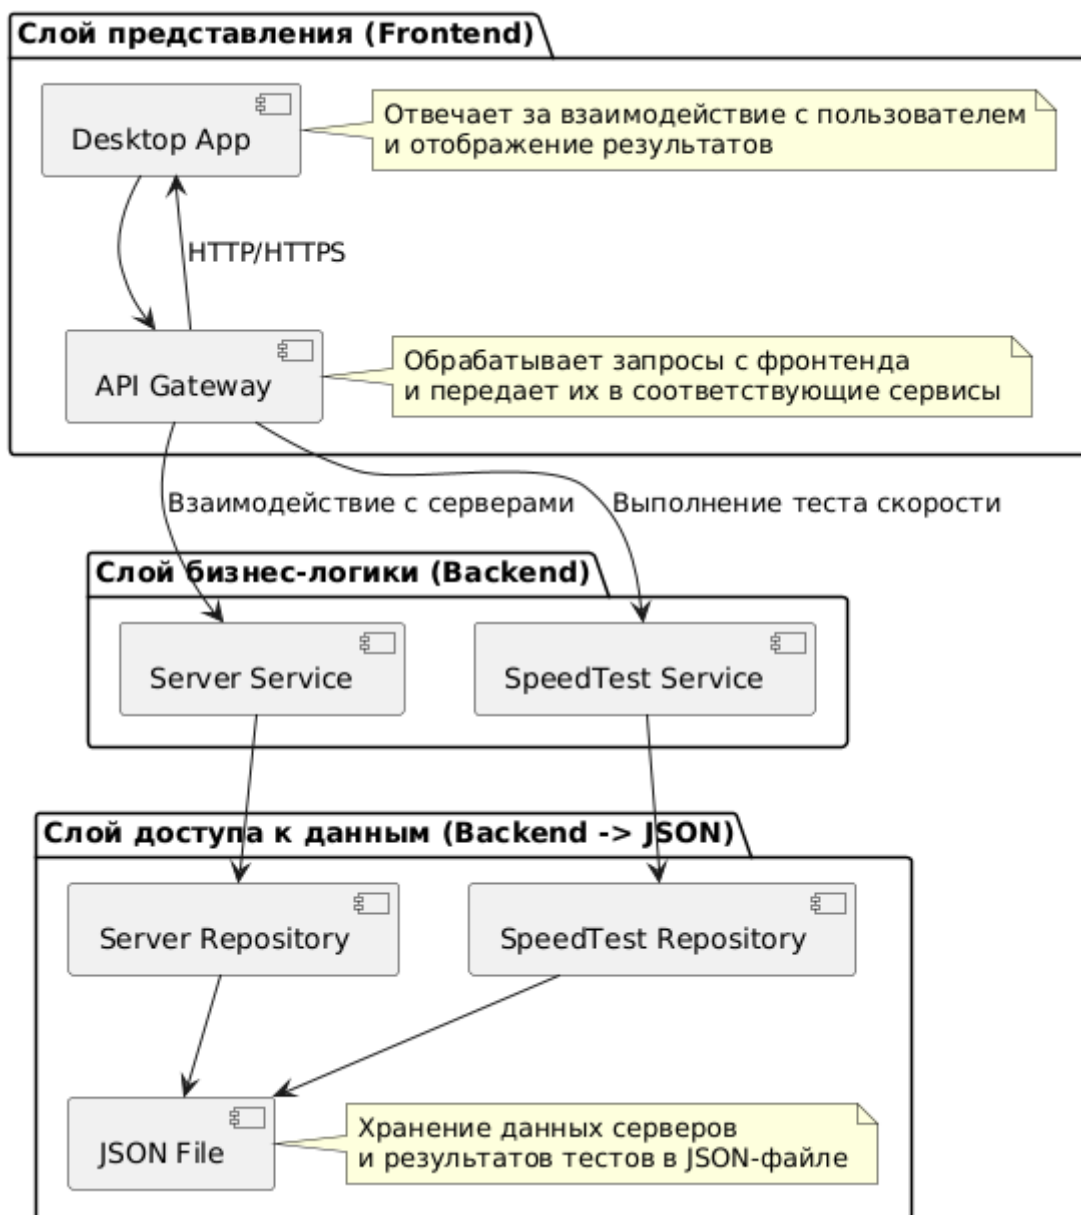 Слой представления (Frontend)
Desktop App
Отвечает за взаимодействие с пользователем
и отображение результатов
HTTP/HTTPS
API Gateway
Обрабатывает запросы с фронтенда
и передает их в соответствующие сервисы
Взаимодействие с серверами
Выполнение теста скорости
Слой бизнес-логики (Backend)
Server Service
SpeedTest Service
Слой доступа к данным (Backend -> JSON)
Server Repository
SpeedTest Repository
JSON File
Хранение данных серверов
и результатов тестов в JSON-файле